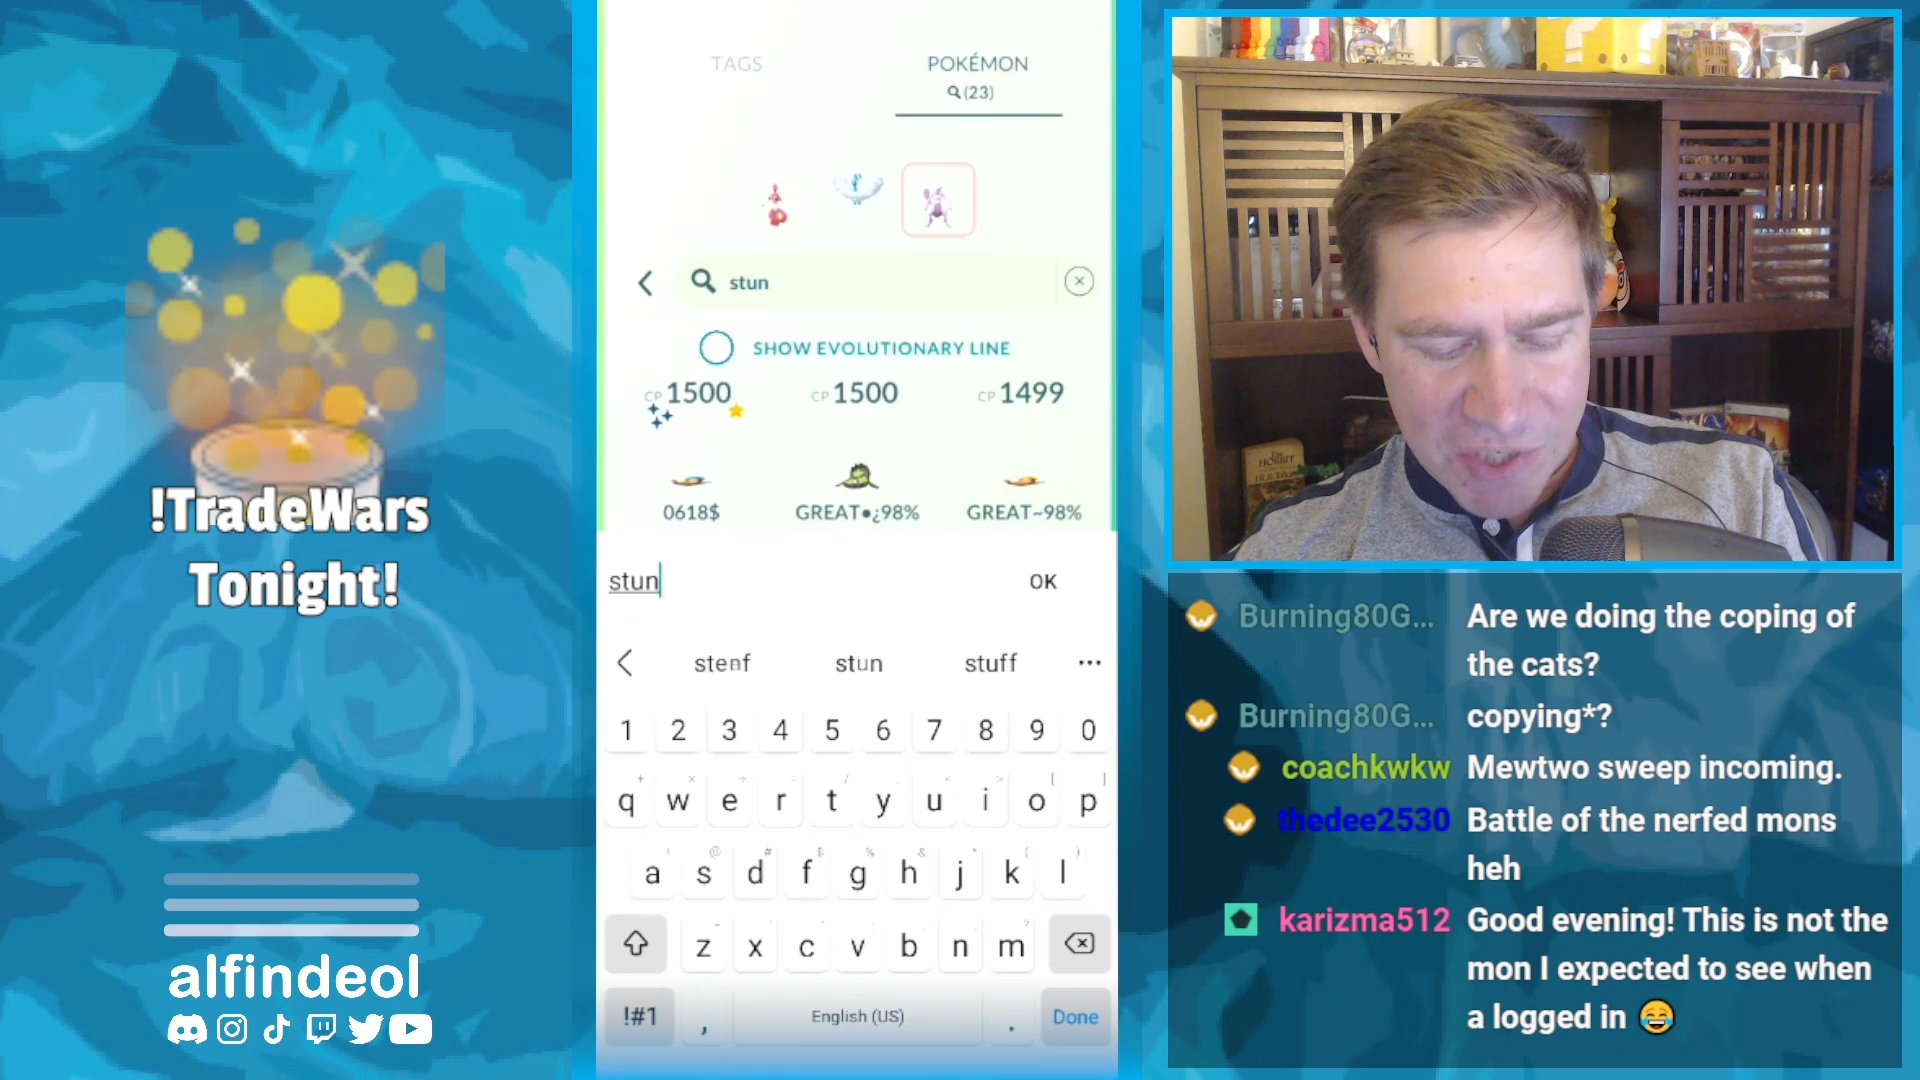 !TradeWars
Tonight!
alfindeol
TAGS
POKÉMON
(23)
stun
SHOW EVOLUTIONARY LINE
CP 1500
CP 1500
CP 1499
0618$
GREAT●¿98%
GREAT~98%
stun
OK
stenf
stun
stuff
...
1 2 3 4 5 6 7 8 9 0
q w e r t y u i o p
a s d f g h j k l
z x c v b n m
!#1 , English (US) . Done
THE HOBBIT
Burning80G... Are we doing the coping of
the cats?
Burning80G... copying*?
coachkwkw Mewtwo sweep incoming.
thedee2530 Battle of the nerfed mons
heh
karizma512 Good evening! This is not the
mon I expected to see when
a logged in 😂